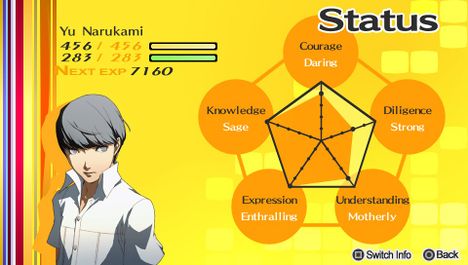 Status
Yu Narukami
456 / 456
283 / 283
NEXT EXP 7160
Courage
Daring
Knowledge
Sage
Diligence
Strong
Expression
Enthralling
Understanding
Motherly
Switch Info
Back